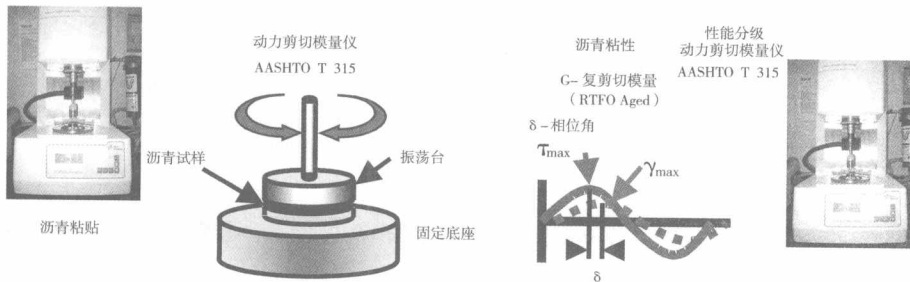 动力剪切模量仪
AASHTO T 315
沥青试样
振荡台
沥青粘贴
固定底座
沥青粘性
G-复剪切模量
(RTFO Aged)
δ-相位角
τmax
γmax
δ
性能分级
动力剪切模量仪
AASHTO T 315